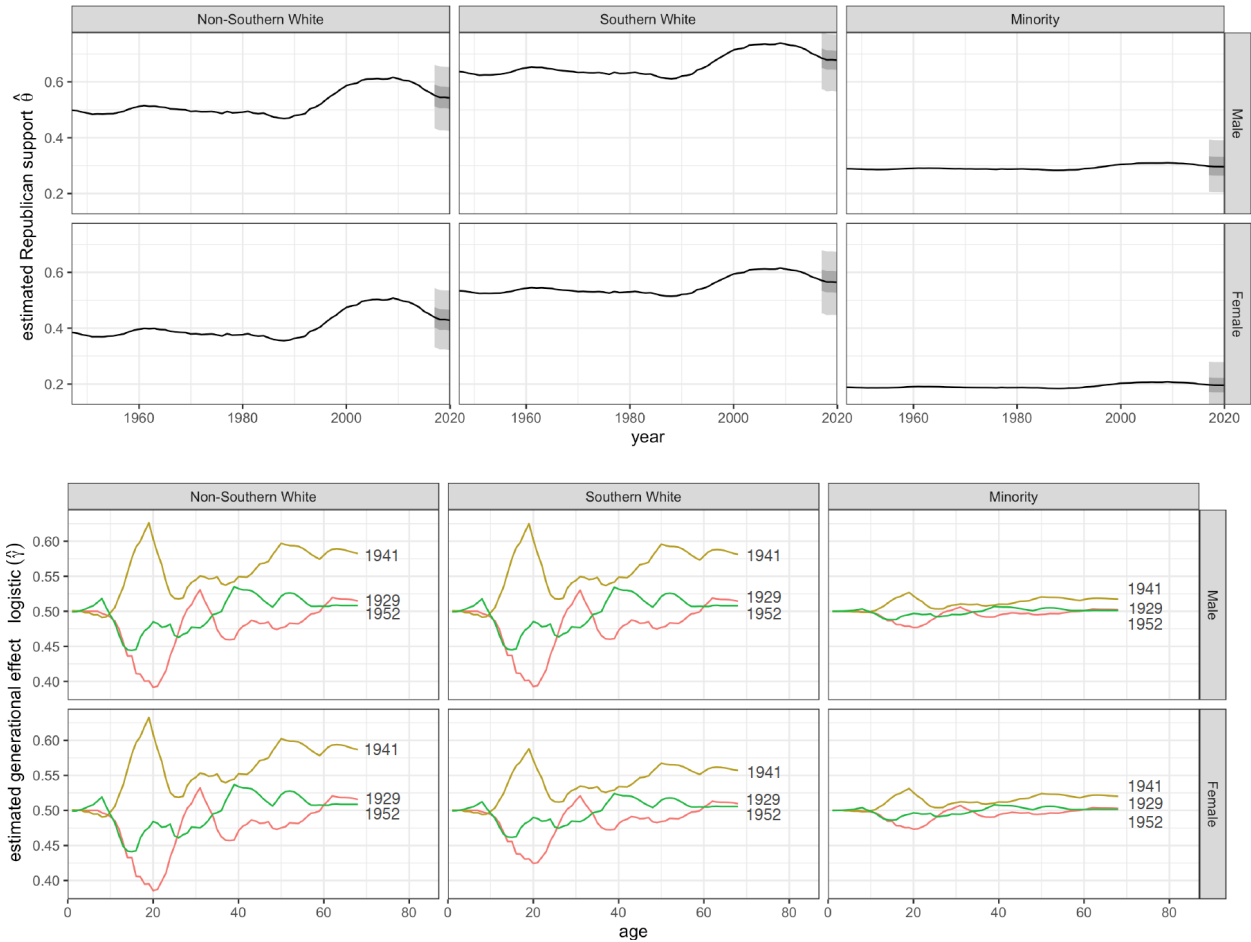 Non-Southern White Southern White Minority
estimated Republican support θ̂
0.6
0.4
0.2
Male
0.6
0.4
0.2
Female
1960 1980 2000 2020 1960 1980 2000 2020 1960 1980 2000 2020
year
Non-Southern White Southern White Minority
estimated generational effect logistic (γ̂)
0.60
0.55
0.50
0.45
0.40
1941
1929
1952
1941
1929
1952
1941
1929
1952
Male
0.60
0.55
0.50
0.45
0.40
1941
1929
1952
1941
1929
1952
1941
1929
1952
Female
0 20 40 60 80 0 20 40 60 80 0 20 40 60 80
age